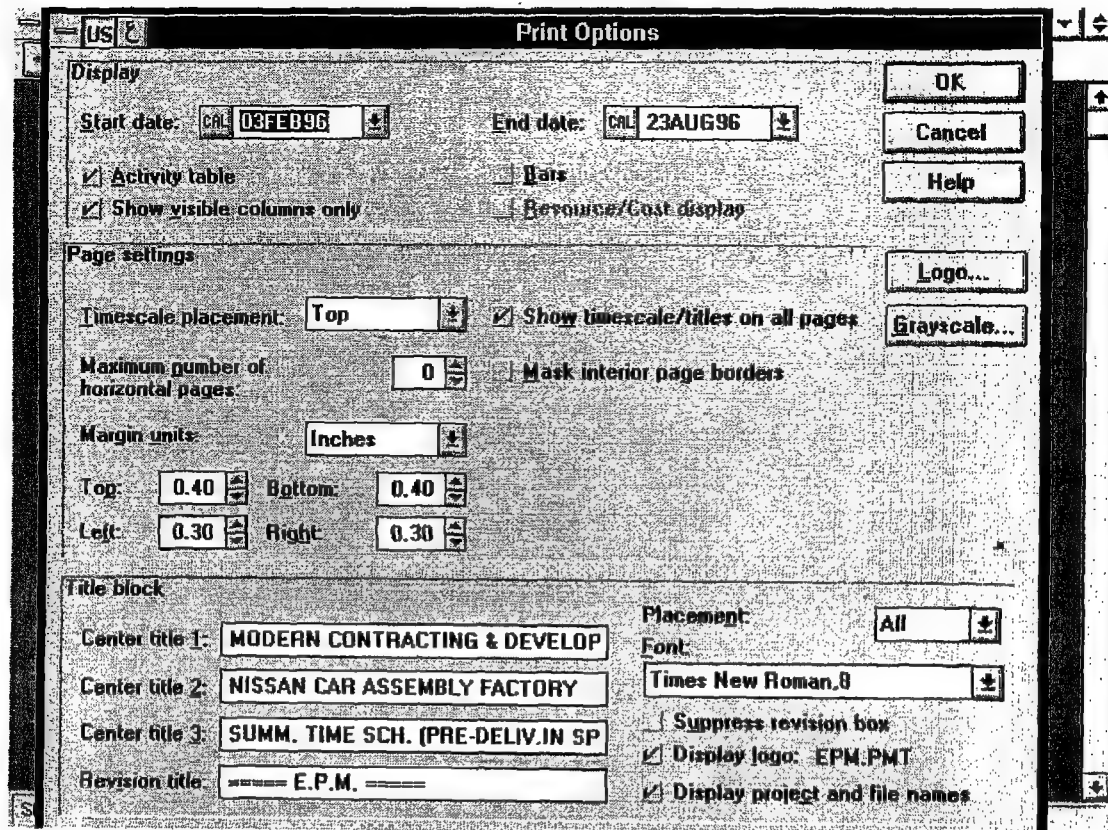 US Print Options
Display
OK
Start date: CAL 03FEB96 End date: CAL 23AUG96
Cancel
Activity table Bars
Help
Show visible columns only Resource/Cost display
Page settings
Logo...
Timescale placement: Top Show timescale/titles on all pages
Grayscale...
Maximum number of
horizontal pages: 0 Mask interior page borders
Margin units: Inches
Top: 0.40 Bottom: 0.40
Left: 0.30 Right: 0.30
Title block
Placement: All
Center title 1: MODERN CONTRACTING & DEVELOP
Font:
Center title 2: NISSAN CAR ASSEMBLY FACTORY
Times New Roman,8
Center title 3: SUMM. TIME SCH. (PRE-DELIV.IN SP
Suppress revision box
Display logo: EPM.PMT
Revision title: ===== E.P.M. =====
Display project and file names